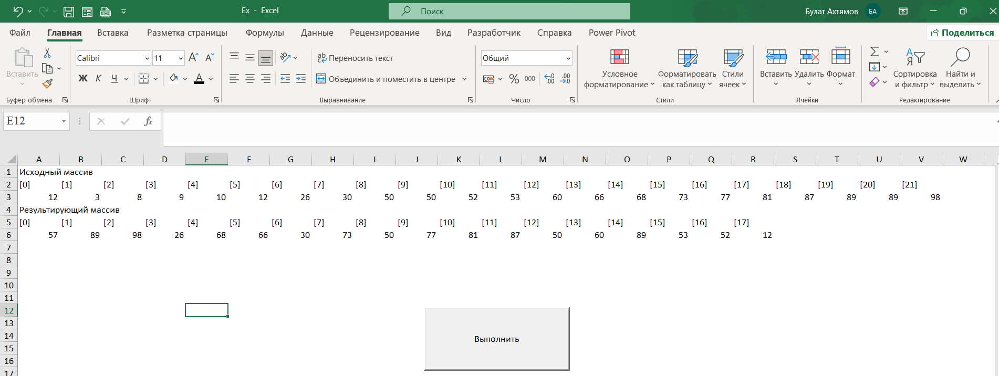 Ex - Excel
Поиск
Булат Ахтямов БА
Файл Главная Вставка Разметка страницы Формулы Данные Рецензирование Вид Разработчик Справка Power Pivot Поделиться
Вставить
Буфер обмена
Calibri 11
Ж К Ч
Шрифт
Переносить текст
Объединить и поместить в центре
Выравнивание
Общий
% 000
Число
Условное форматирование
Форматировать как таблицу
Стили ячеек
Стили
Вставить Удалить Формат
Ячейки
Сортировка и фильтр
Найти и выделить
Редактирование
E12 fx
A B C D E F G H I J K L M N O P Q R S T U V W
1 Исходный массив
2 [0] [1] [2] [3] [4] [5] [6] [7] [8] [9] [10] [11] [12] [13] [14] [15] [16] [17] [18] [19] [20] [21]
3 12 3 8 9 10 12 26 30 50 50 52 53 60 66 68 73 77 81 87 89 89 98
4 Результирующий массив
5 [0] [1] [2] [3] [4] [5] [6] [7] [8] [9] [10] [11] [12] [13] [14] [15] [16] [17]
6 57 89 98 26 68 66 30 73 50 77 81 87 50 60 89 53 52 12
7
8
9
10
11
12
13
14
15
16
17
Выполнить